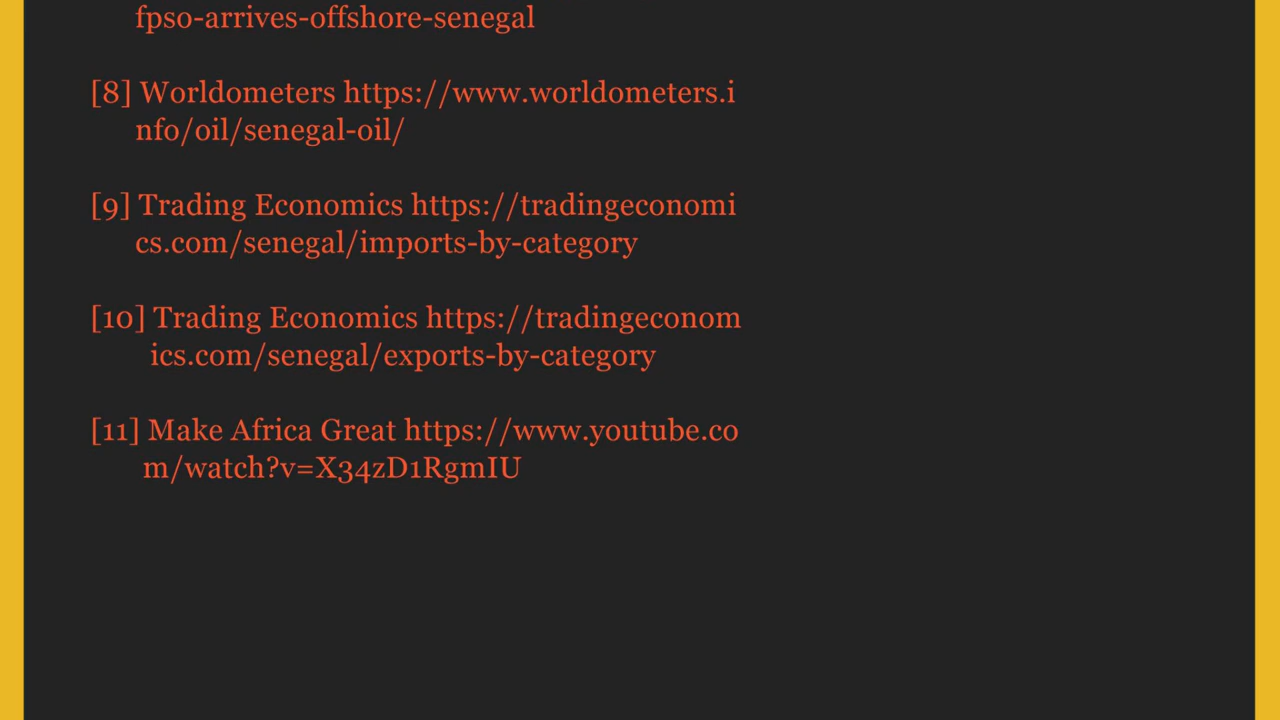 fpso-arrives-offshore-senegal
[8] Worldometers https://www.worldometers.i
nfo/oil/senegal-oil/
[9] Trading Economics https://tradingeconomi
cs.com/senegal/imports-by-category
[10] Trading Economics https://tradingeconom
ics.com/senegal/exports-by-category
[11] Make Africa Great https://www.youtube.co
m/watch?v=X34zD1RgmIU